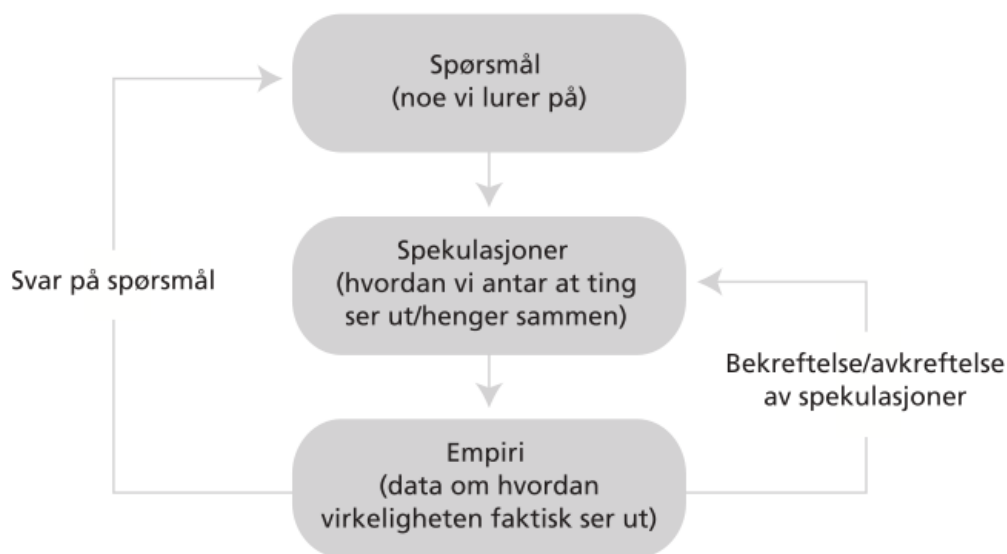 Spørsmål
(noe vi lurer på)
Spekulasjoner
(hvordan vi antar at ting
ser ut/henger sammen)
Svar på spørsmål
Bekreftelse/avkreftelse
av spekulasjoner
Empiri
(data om hvordan
virkeligheten faktisk ser ut)